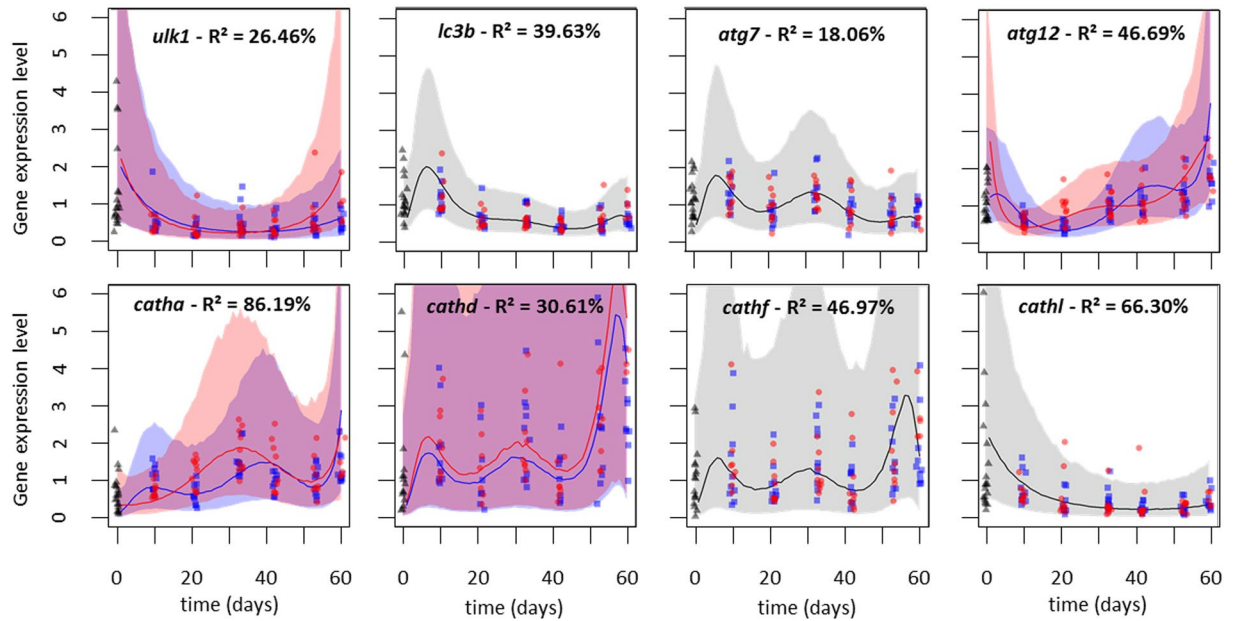 ulk1 - R² = 26.46%
lc3b - R² = 39.63%
atg7 - R² = 18.06%
atg12 - R² = 46.69%
Gene expression level
6
5
4
3
2
1
0
catha - R² = 86.19%
cathd - R² = 30.61%
cathf - R² = 46.97%
cathl - R² = 66.30%
Gene expression level
6
5
4
3
2
1
0
0 20 40 60
0 20 40 60
0 20 40 60
0 20 40 60
time (days)
time (days)
time (days)
time (days)